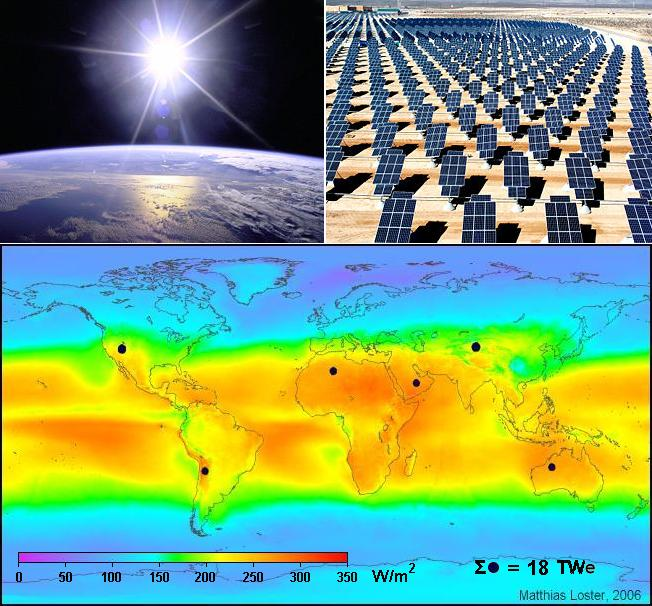 0 50 100 150 200 250 300 350 W/m²
Σ● = 18 TWe
Matthias Loster, 2006